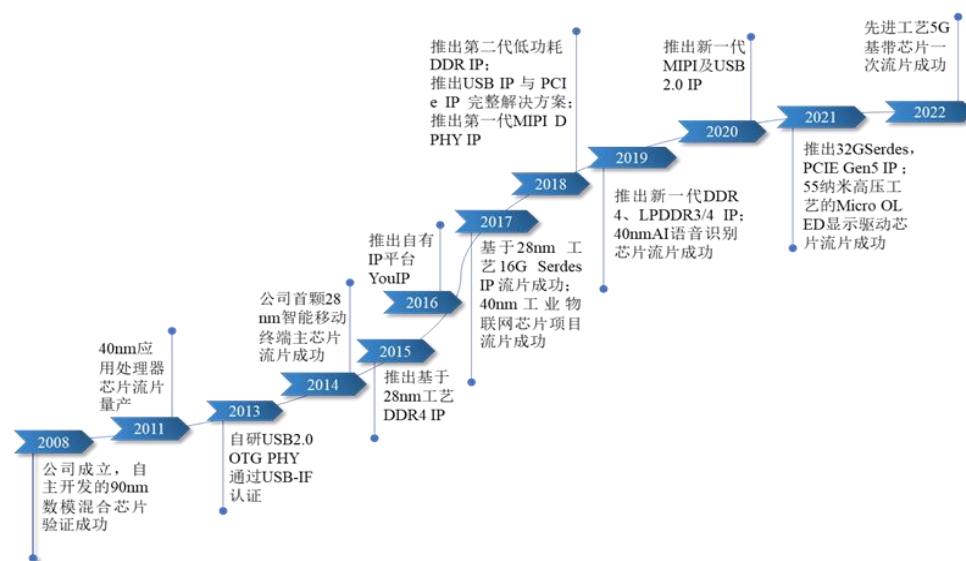 2008
公司成立，自
主开发的90nm
数模混合芯片
验证成功
2011
40nm应
用处理器
芯片流片
量产
2013
自研USB2.0
OTG PHY
通过USB-IF
认证
2014
公司首颗28
nm智能移动
终端主芯片
流片成功
2015
推出基于
28nm工艺
DDR4 IP
2016
推出自有
IP平台
YouIP
2017
基于28nm 工
艺16G Serdes
IP 流片成功；
40nm 工 业 物
联网芯片项目
流片成功
2018
推出第二代低功耗
DDR IP；
推出USB IP 与 PCI
e IP 完整解决方案；
推出第一代MIPI D
PHY IP
2019
推出新一代DDR
4、LPDDR3/4 IP；
40nmAI语音识别
芯片流片成功
2020
推出新一代
MIPI及USB
2.0 IP
2021
推出32GSerdes，
PCIE Gen5 IP；
55纳米高压工
艺的Micro OL
ED显示驱动芯
片流片成功
2022
先进工艺5G
基带芯片一
次流片成功